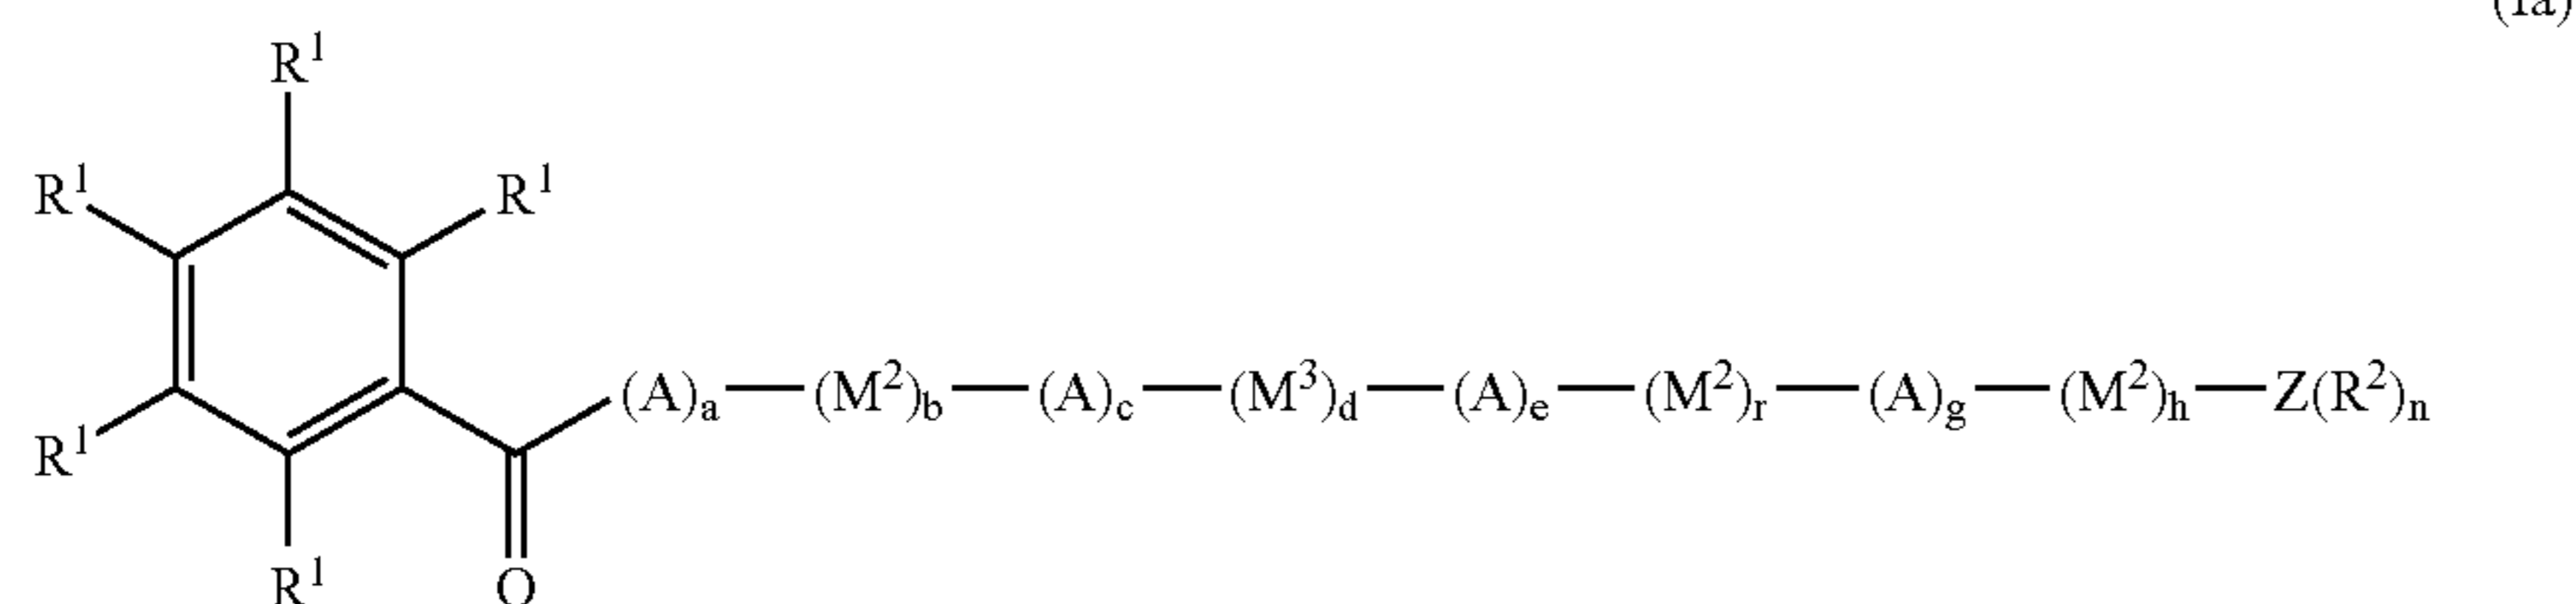 (Ia)
R¹
R¹ R¹
(A)ₐ—(M²)b—(A)c—(M³)d—(A)ₑ—(M²)ᵣ—(A)g—(M²)ₕ—Z(R²)ₙ
R¹
R¹ O